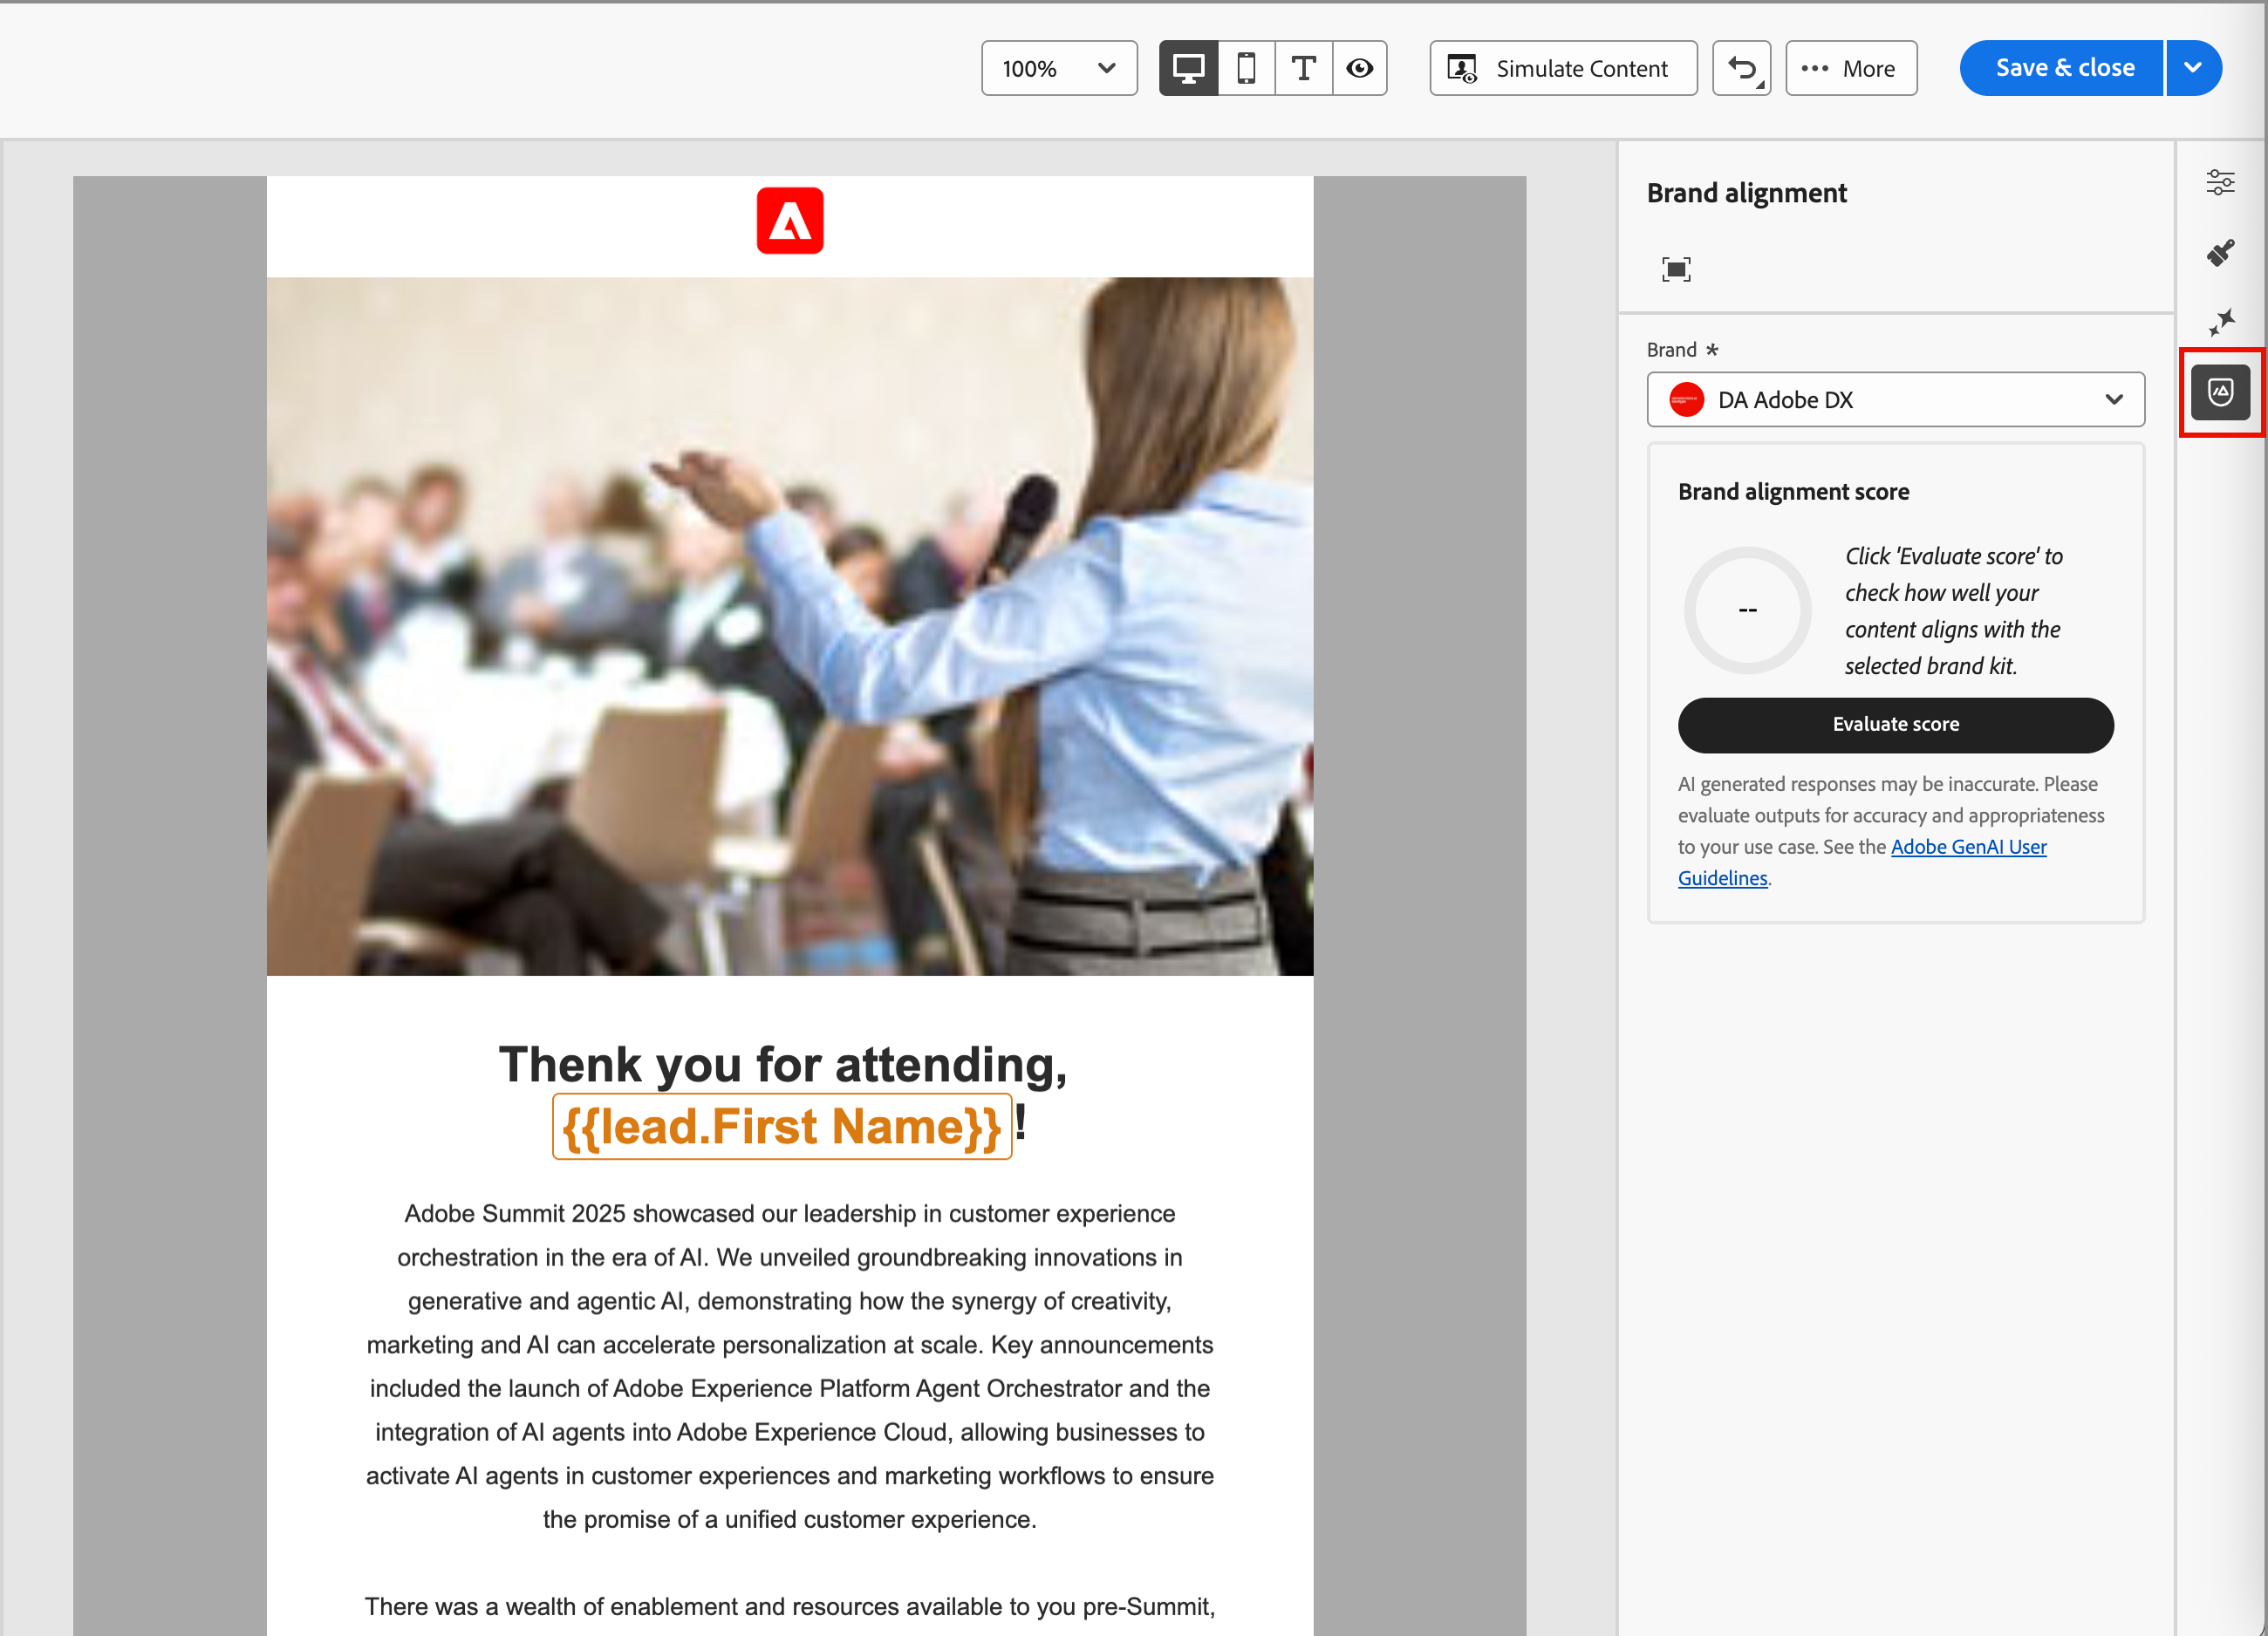 100%
Simulate Content
More
Save & close
Brand alignment
Brand *
DA Adobe DX
Brand alignment score
--
Click 'Evaluate score' to
check how well your
content aligns with the
selected brand kit.
Evaluate score
AI generated responses may be inaccurate. Please
evaluate outputs for accuracy and appropriateness
to your use case. See the Adobe GenAI User
Guidelines.
Thenk you for attending,
{{lead.First Name}}!
Adobe Summit 2025 showcased our leadership in customer experience
orchestration in the era of AI. We unveiled groundbreaking innovations in
generative and agentic AI, demonstrating how the synergy of creativity,
marketing and AI can accelerate personalization at scale. Key announcements
included the launch of Adobe Experience Platform Agent Orchestrator and the
integration of AI agents into Adobe Experience Cloud, allowing businesses to
activate AI agents in customer experiences and marketing workflows to ensure
the promise of a unified customer experience.
There was a wealth of enablement and resources available to you pre-Summit,